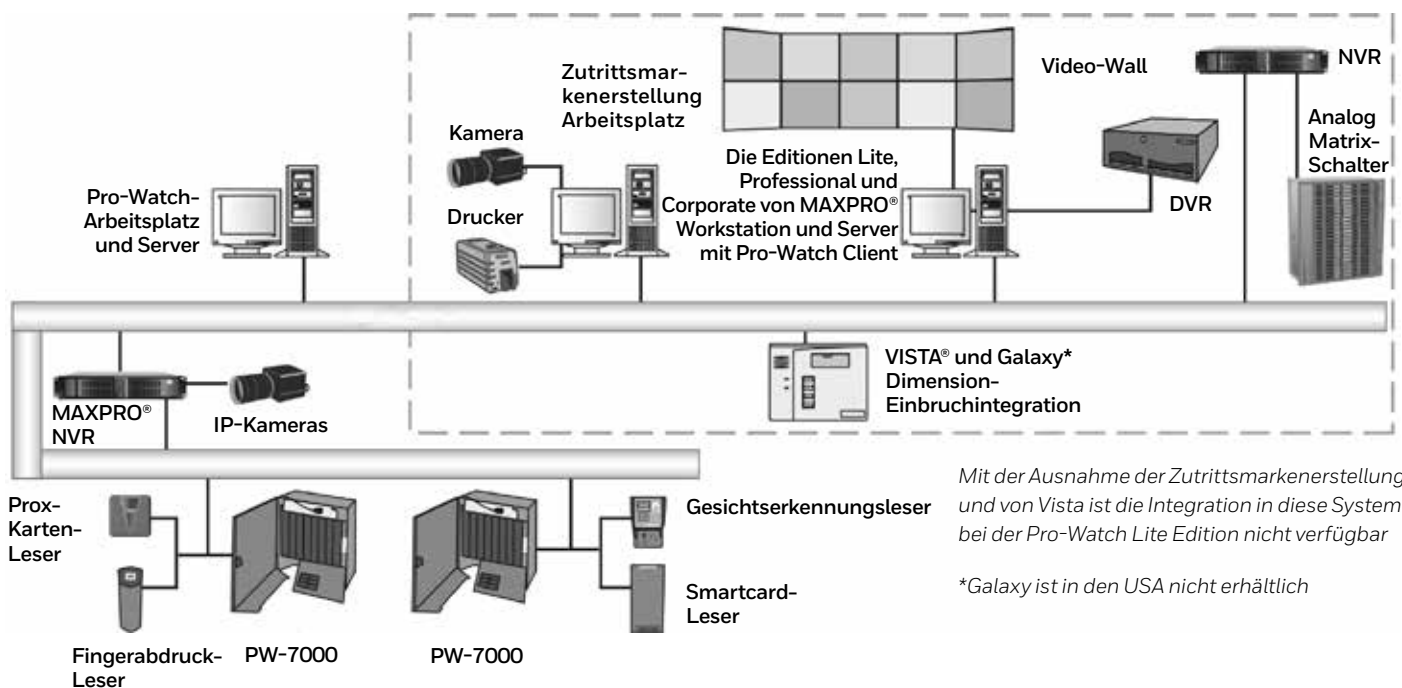 Video-Wall
NVR
Zutrittsmar-
kenerstellung
Arbeitsplatz
Kamera
Analog
Matrix-
Schalter
Die Editionen Lite,
Professional und
Corporate von MAXPRO®
Workstation und Server
mit Pro-Watch Client
Pro-Watch-
Arbeitsplatz
und Server
Drucker
DVR
VISTA® und Galaxy*
Dimension-
Einbruchintegration
MAXPRO®
NVR
IP-Kameras
Prox-
Karten-
Leser
Gesichtserkennungsleser
Smartcard-
Leser
Fingerabdruck-
Leser
PW-7000
PW-7000
Mit der Ausnahme der Zutrittsmarkenerstellung
und von Vista ist die Integration in diese System
bei der Pro-Watch Lite Edition nicht verfügbar
*Galaxy ist in den USA nicht erhältlich